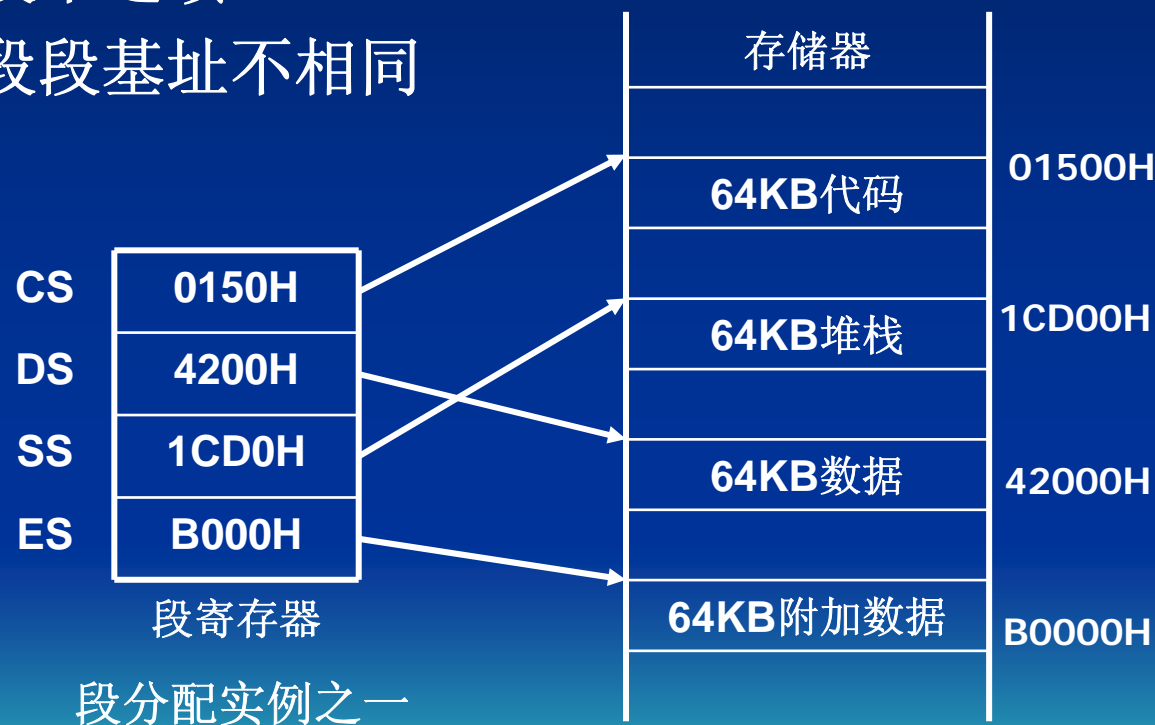 段段基址不相同
存储器
01500H
64KB代码
CS 0150H
1CD00H
64KB堆栈
DS 4200H
SS 1CD0H
64KB数据
42000H
ES B000H
段寄存器
64KB附加数据
B0000H
段分配实例之一